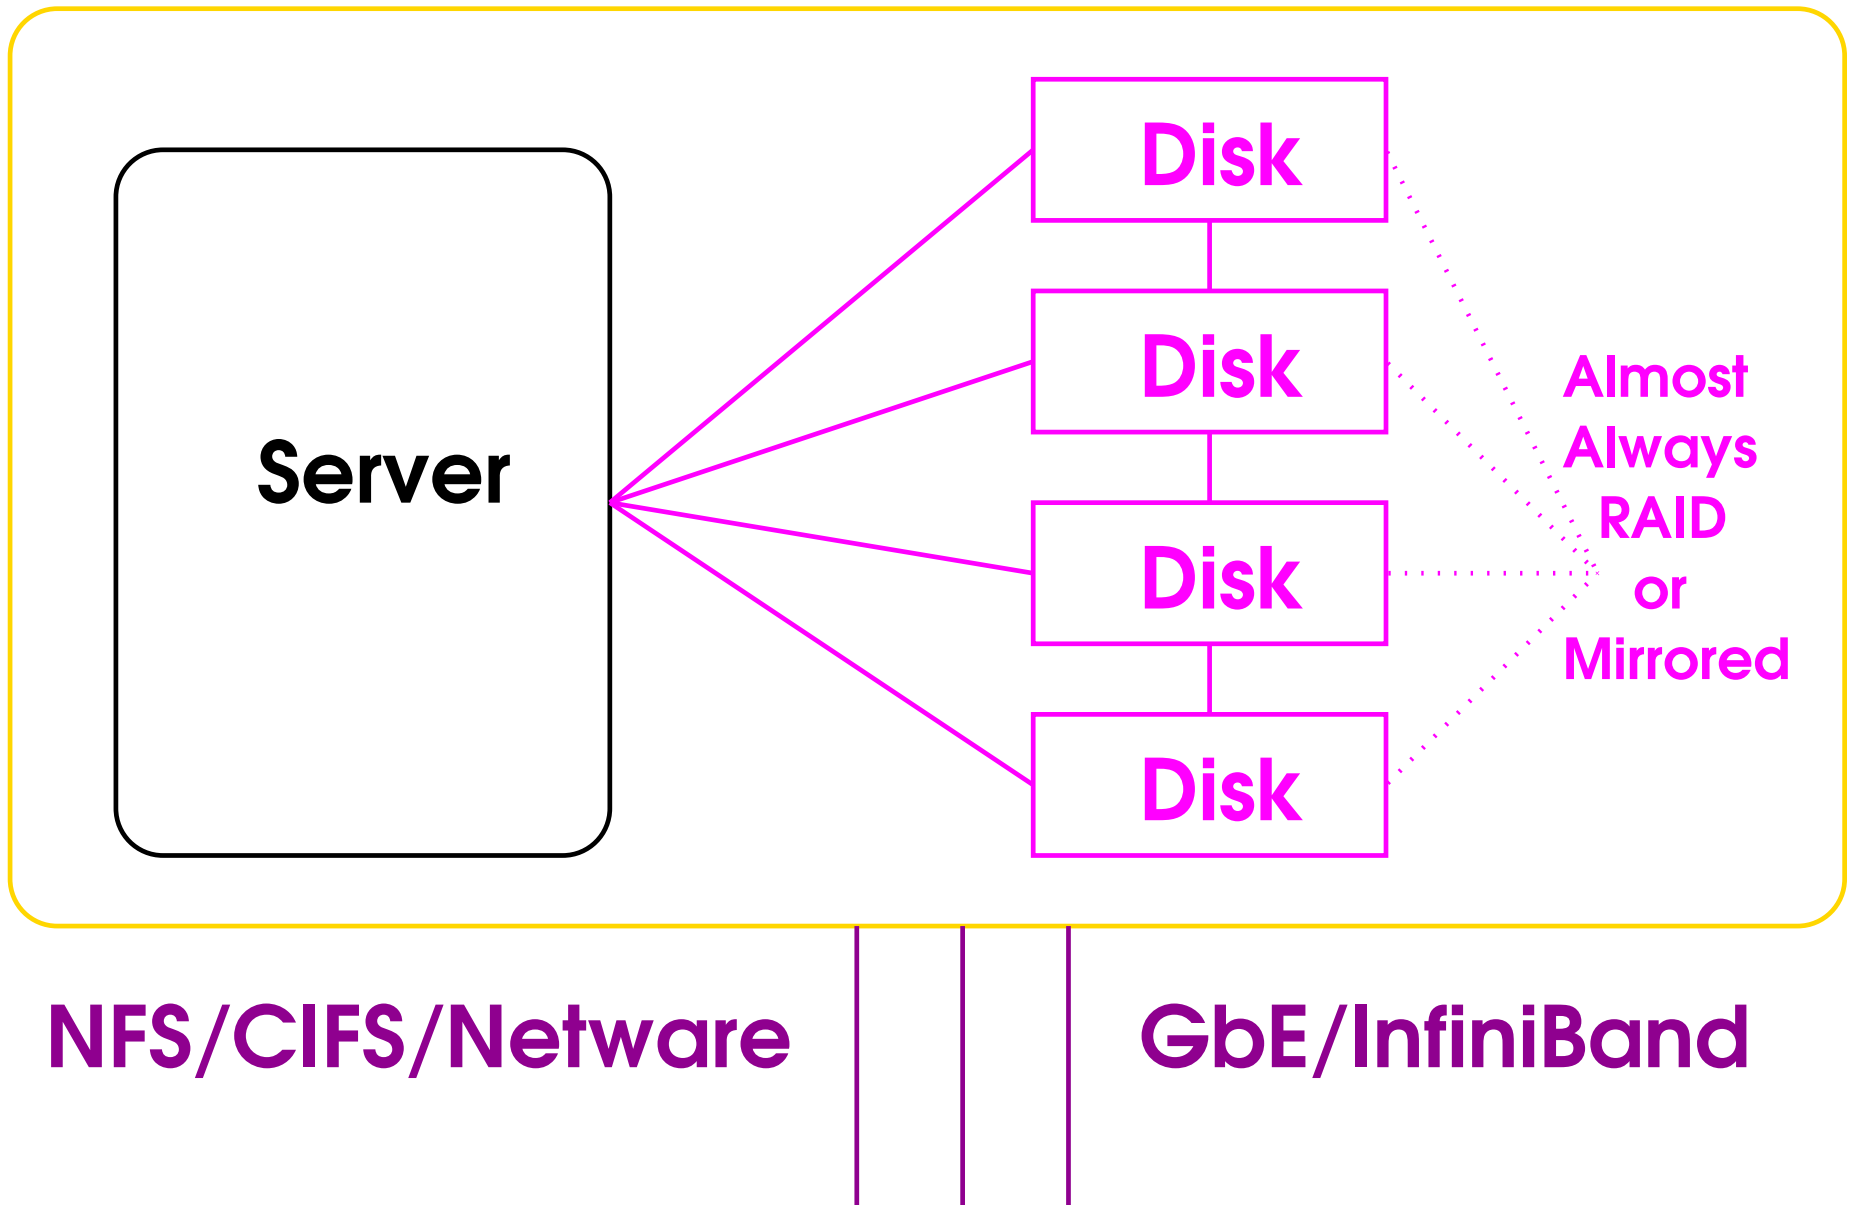 Server
Disk
Disk
Disk
Disk
Almost
Always
RAID
or
Mirrored
NFS/CIFS/Netware
GbE/InfiniBand